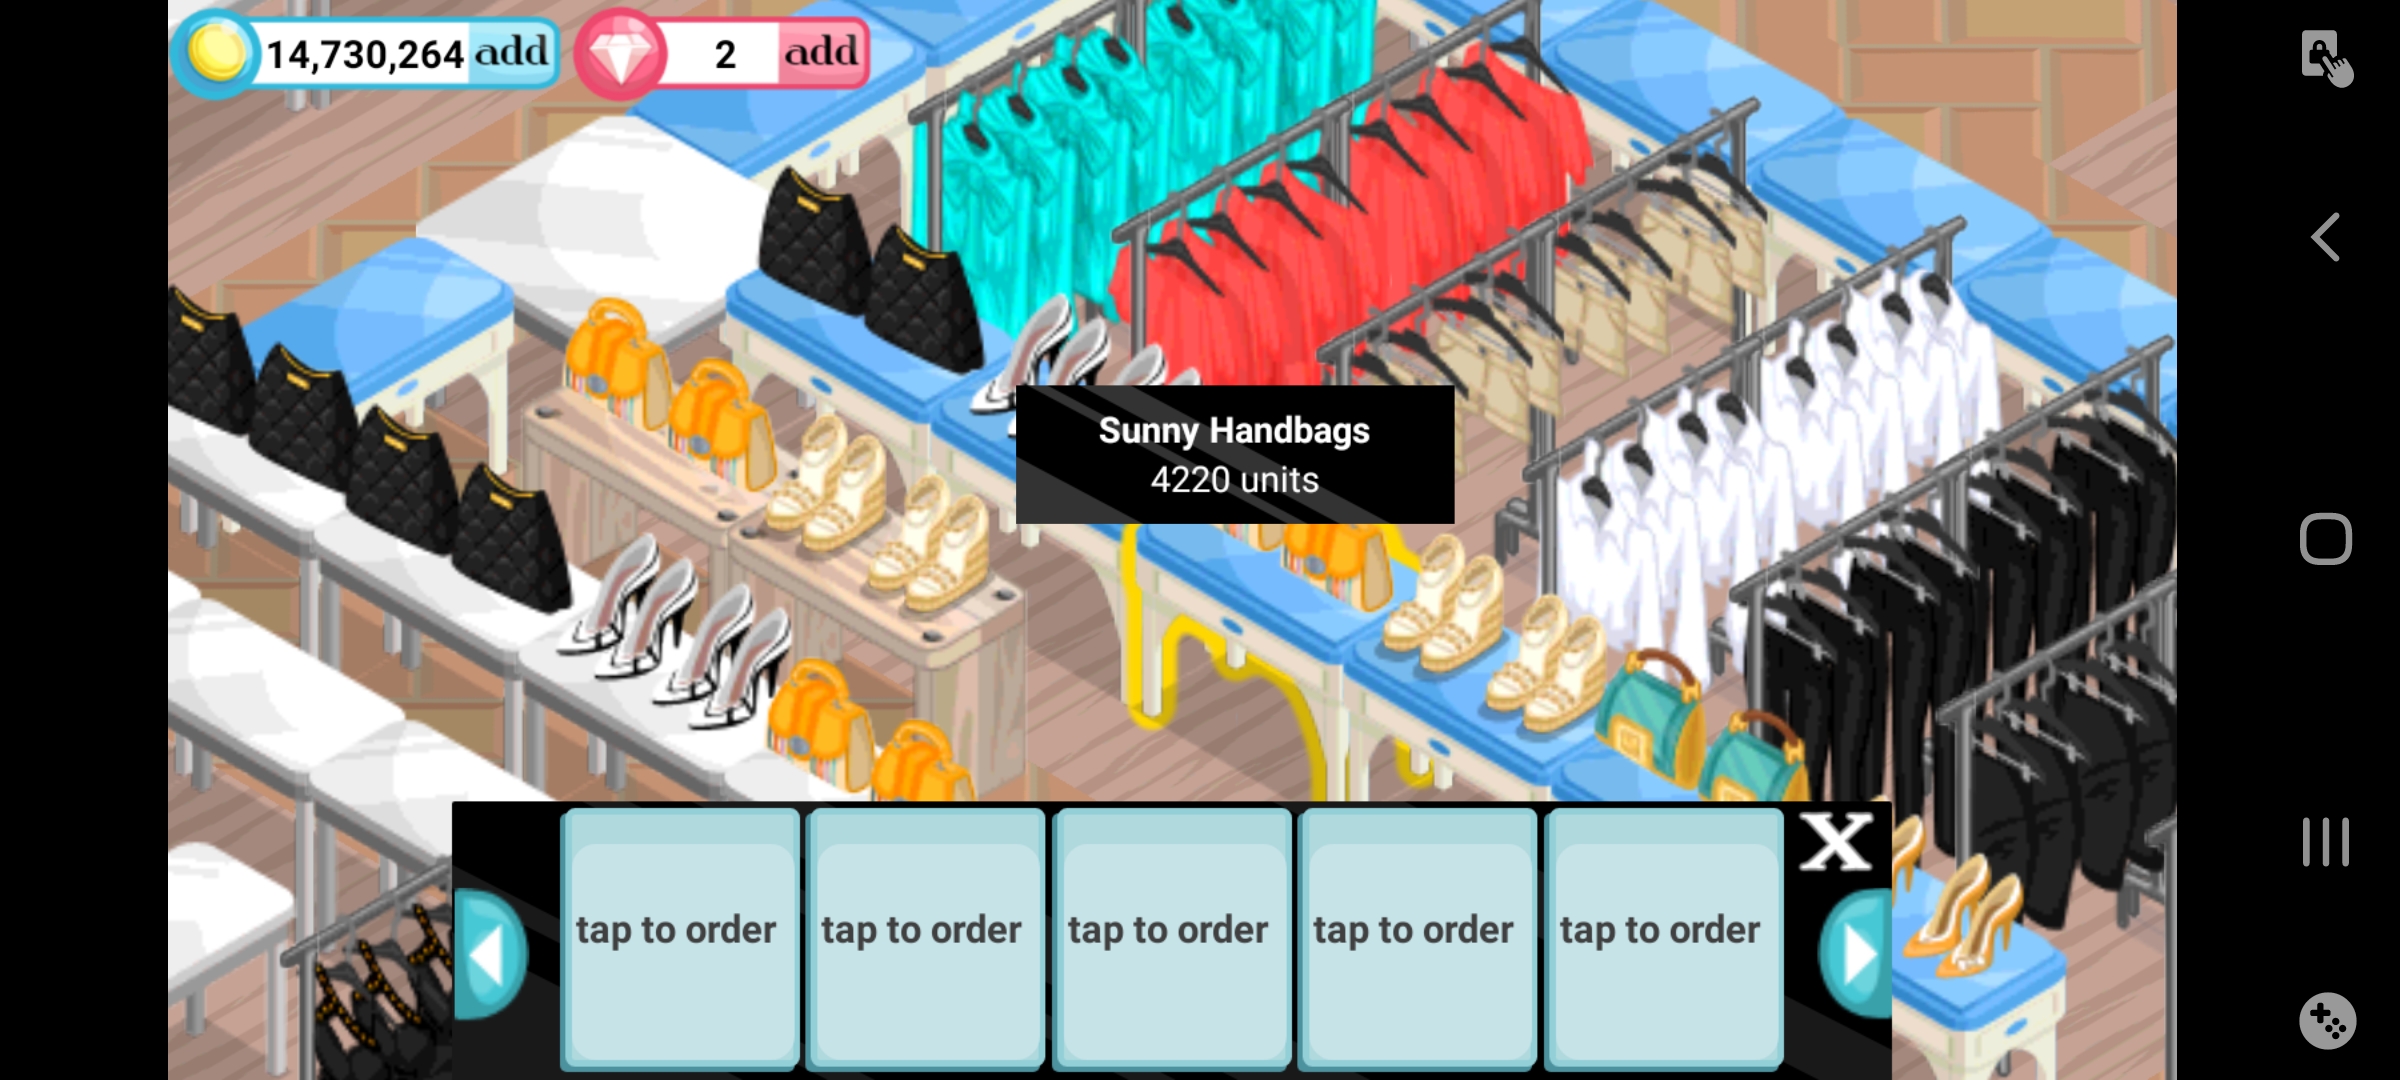 14,730,264 add
2 add
Sunny Handbags
4220 units
X
tap to order
tap to order
tap to order
tap to order
tap to order